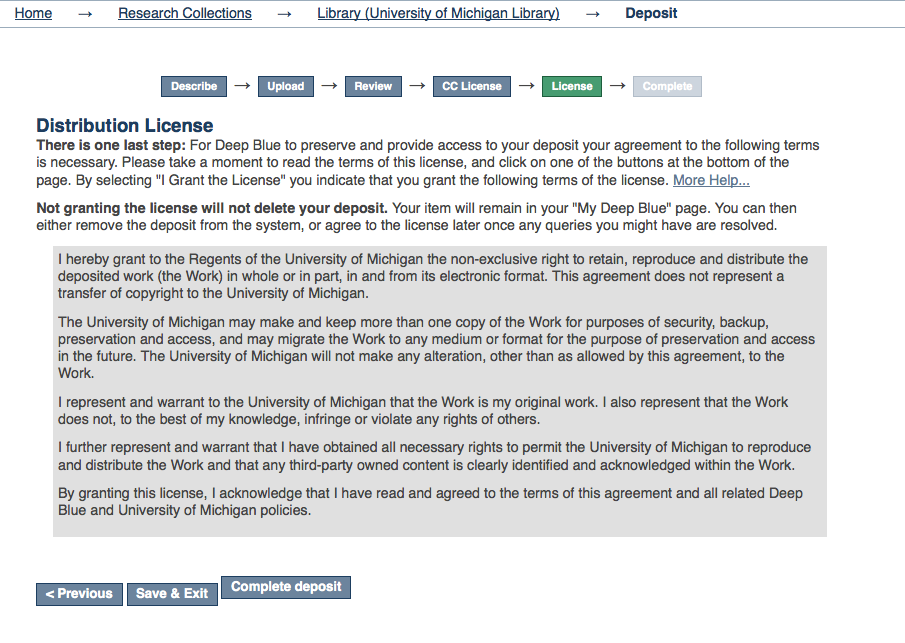 Home → Research Collections → Library (University of Michigan Library) → Deposit
Describe → Upload → Review → CC License → License → Complete
Distribution License
There is one last step: For Deep Blue to preserve and provide access to your deposit your agreement to the following terms
is necessary. Please take a moment to read the terms of this license, and click on one of the buttons at the bottom of the
page. By selecting "I Grant the License" you indicate that you grant the following terms of the license. More Help...
Not granting the license will not delete your deposit. Your item will remain in your "My Deep Blue" page. You can then
either remove the deposit from the system, or agree to the license later once any queries you might have are resolved.
I hereby grant to the Regents of the University of Michigan the non-exclusive right to retain, reproduce and distribute the
deposited work (the Work) in whole or in part, in and from its electronic format. This agreement does not represent a
transfer of copyright to the University of Michigan.
The University of Michigan may make and keep more than one copy of the Work for purposes of security, backup,
preservation and access, and may migrate the Work to any medium or format for the purpose of preservation and access
in the future. The University of Michigan will not make any alteration, other than as allowed by this agreement, to the
Work.
I represent and warrant to the University of Michigan that the Work is my original work. I also represent that the Work
does not, to the best of my knowledge, infringe or violate any rights of others.
I further represent and warrant that I have obtained all necessary rights to permit the University of Michigan to reproduce
and distribute the Work and that any third-party owned content is clearly identified and acknowledged within the Work.
By granting this license, I acknowledge that I have read and agreed to the terms of this agreement and all related Deep
Blue and University of Michigan policies.
< Previous Save & Exit Complete deposit